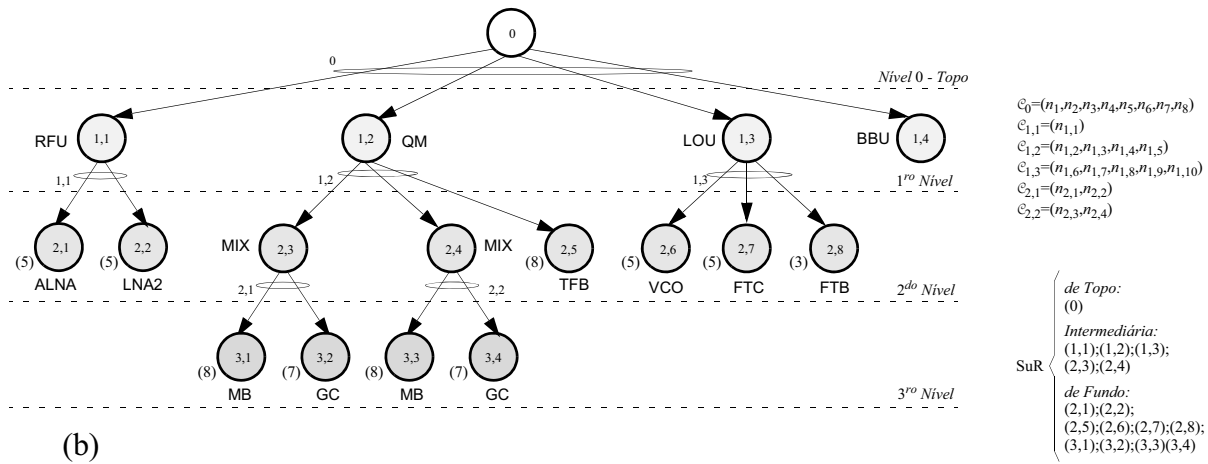 0
0
Nível 0 - Topo
RFU 1,1
1,2 QM
LOU 1,3
BBU 1,4
1,1
1,2
1,3
1ro Nível
(5) 2,1
(5) 2,2
MIX 2,3
2,4 MIX
(8) 2,5
(5) 2,6
(5) 2,7
(3) 2,8
ALNA
LNA2
TFB
VCO
FTC
FTB
2,1
2,2
2do Nível
(8) 3,1
(7) 3,2
(8) 3,3
(7) 3,4
MB
GC
MB
GC
3ro Nível
(b)
C0=(n1,n2,n3,n4,n5,n6,n7,n8)
C1,1=(n1,1)
C1,2=(n1,2,n1,3,n1,4,n1,5)
C1,3=(n1,6,n1,7,n1,8,n1,9,n1,10)
C2,1=(n2,1,n2,2)
C2,2=(n2,3,n2,4)
SuR
de Topo:
(0)
Intermediária:
(1,1);(1,2);(1,3);
(2,3);(2,4)
de Fundo:
(2,1);(2,2);
(2,5);(2,6);(2,7);(2,8);
(3,1);(3,2);(3,3)(3,4)